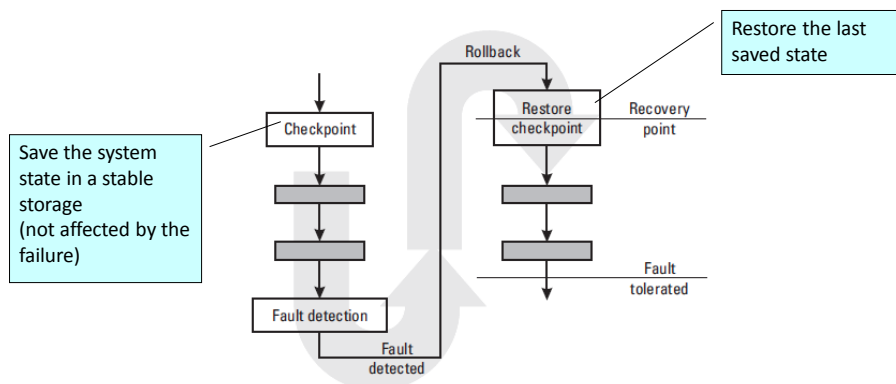 Restore the last
saved state
Rollback
Restore
checkpoint
Recovery
point
Checkpoint
Save the system
state in a stable
storage
(not affected by the
failure)
Fault
tolerated
Fault detection
Fault
detected